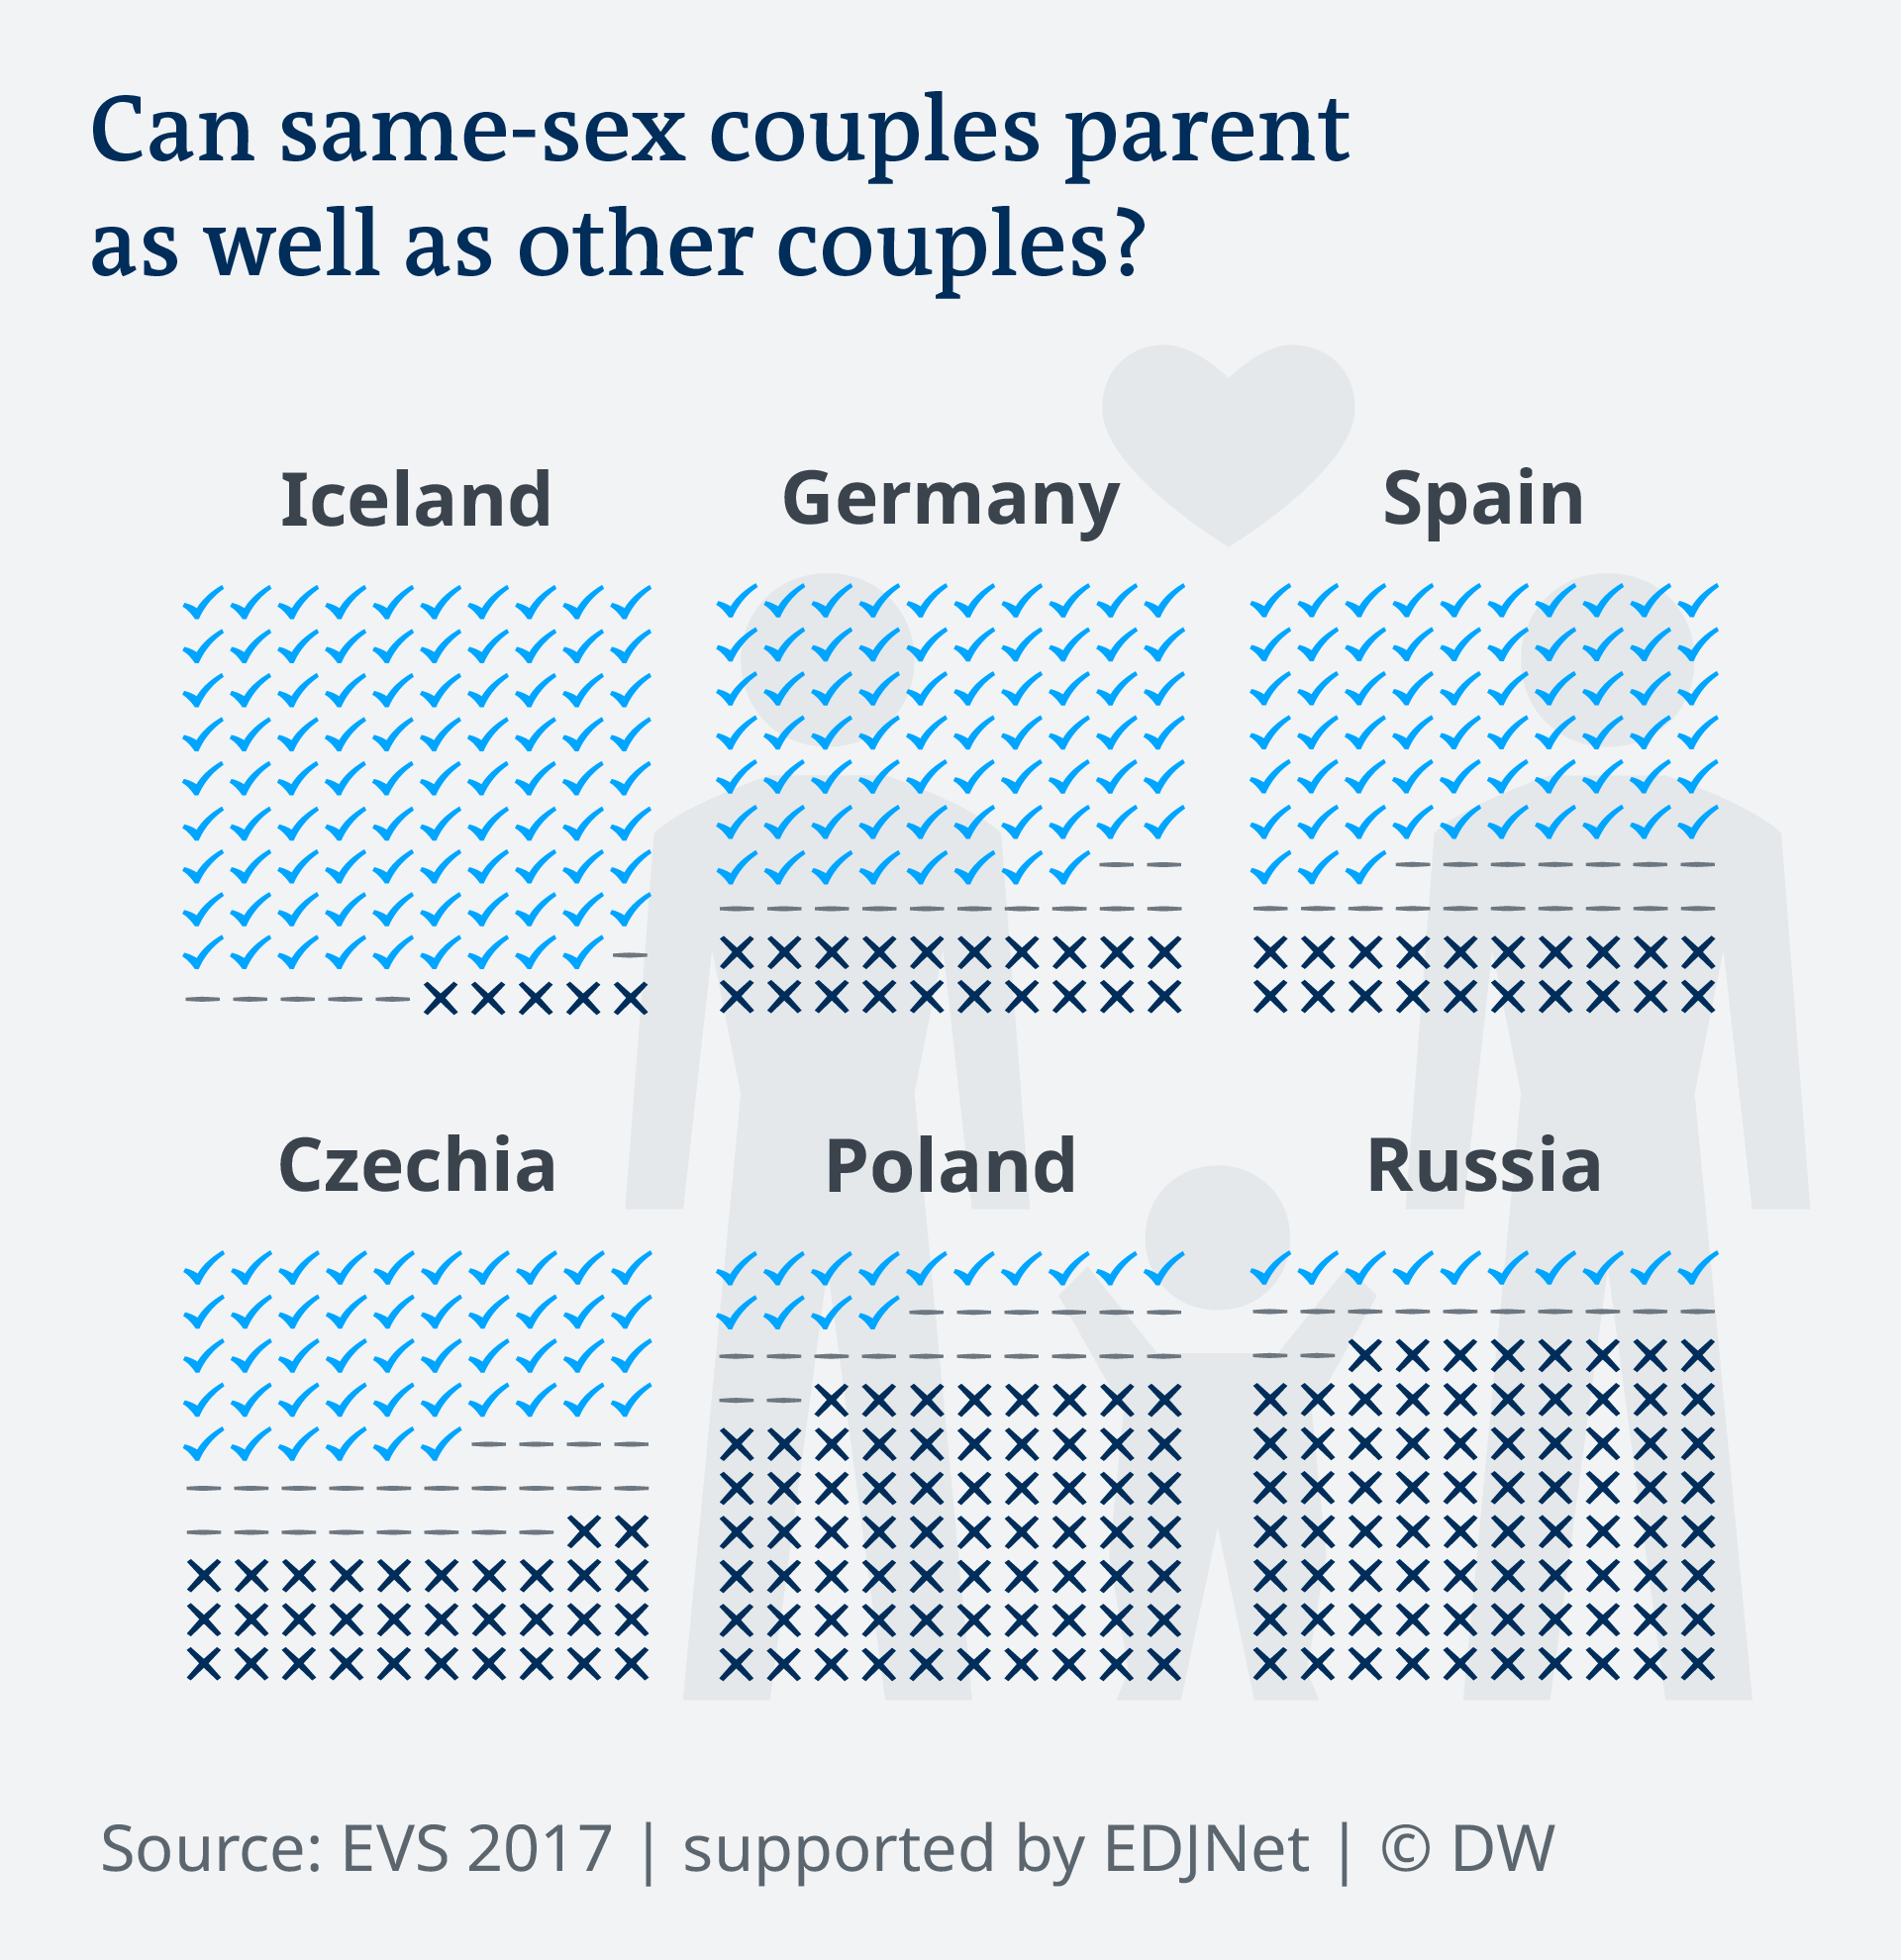 Can same-sex couples parent
as well as other couples?
Iceland
Germany
Spain
Czechia
Poland
Russia
Source: EVS 2017 | supported by EDJNet | © DW